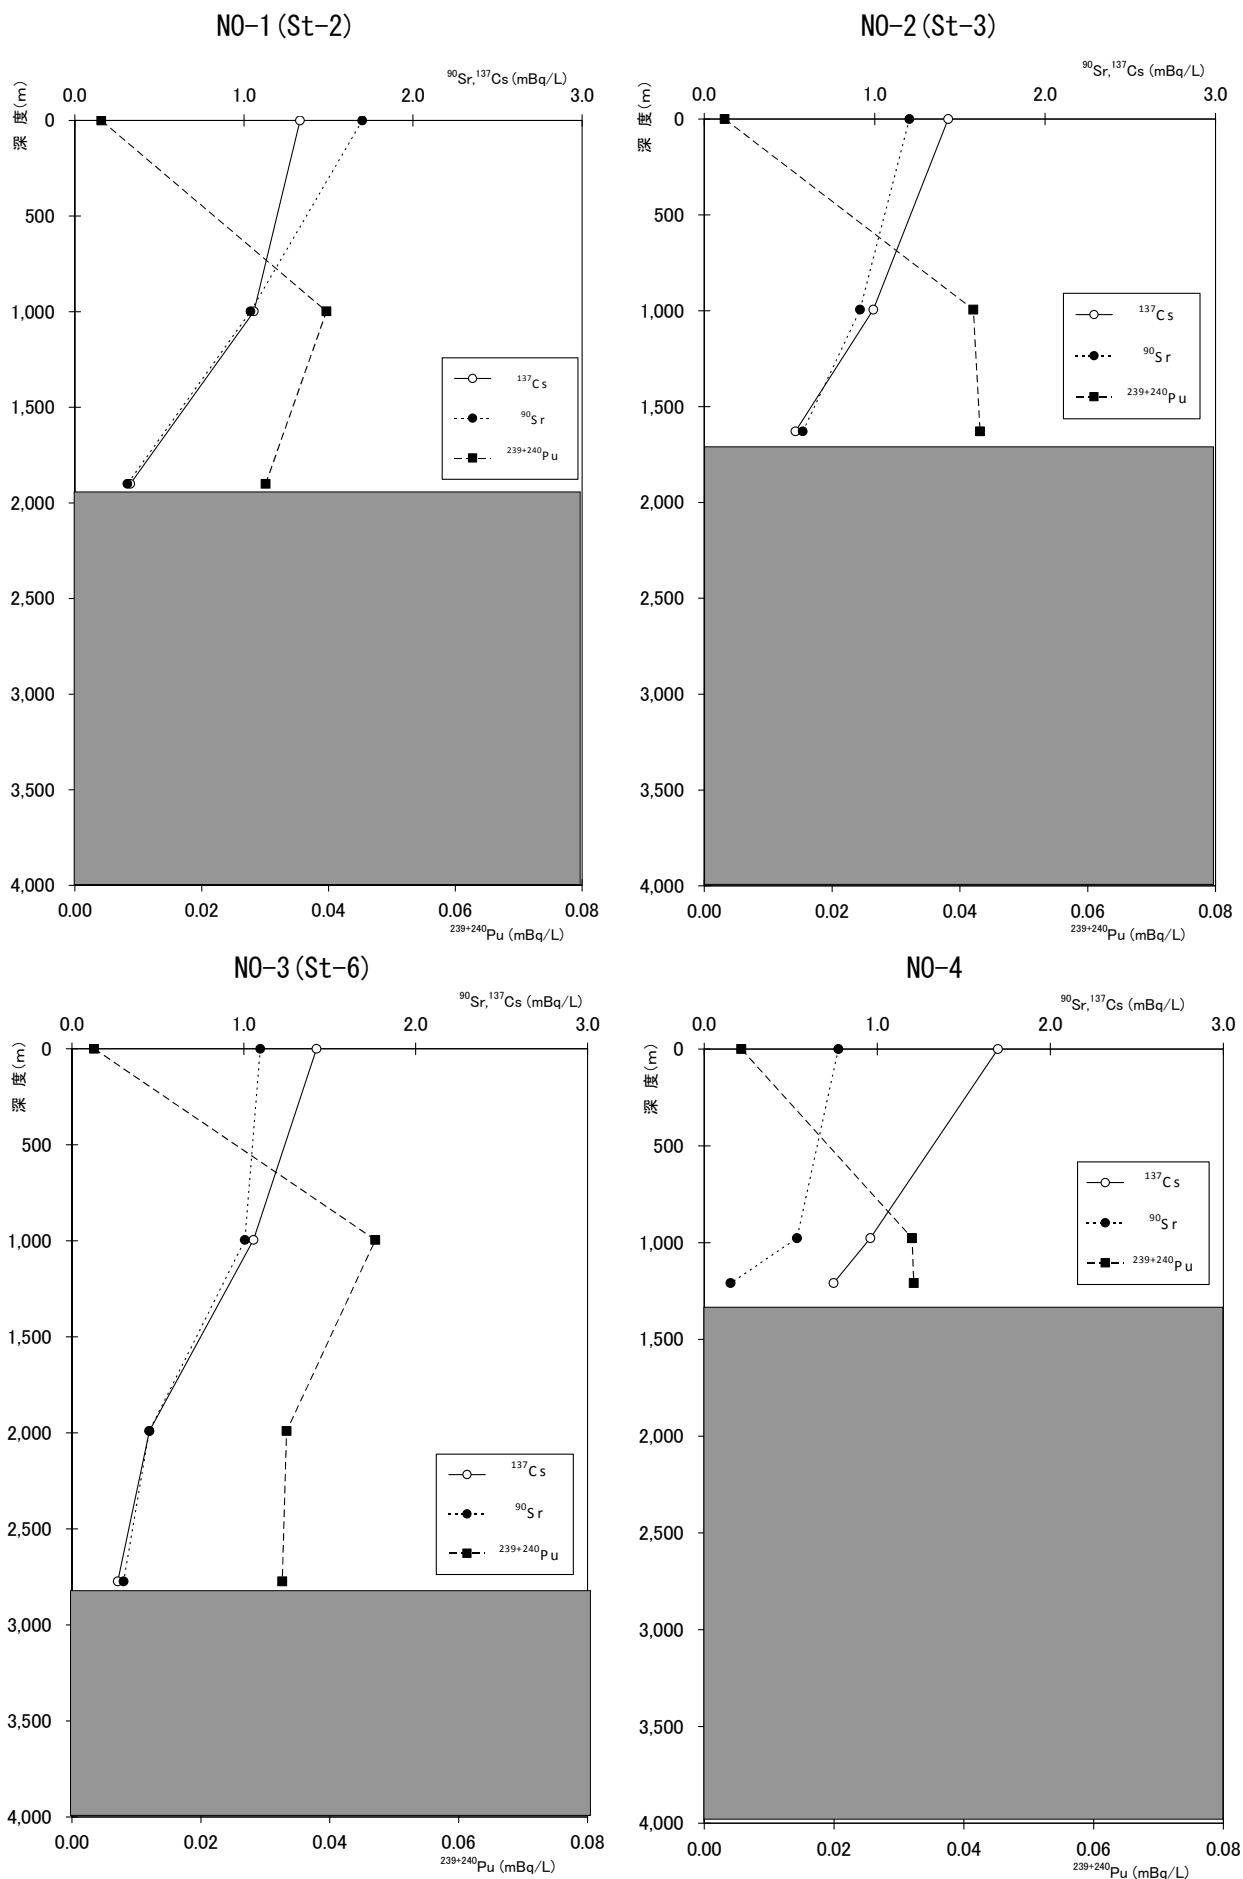 NO-1(St-2)
⁹⁰Sr,¹³⁷Cs (mBq/L)
0.0 1.0 2.0 3.0
深 度(m)
0
500
1,000
1,500
2,000
2,500
3,000
3,500
4,000
¹³⁷Cs
⁹⁰Sr
²³⁹⁺²⁴⁰Pu
0.00 0.02 0.04 0.06 0.08
²³⁹⁺²⁴⁰Pu (mBq/L)
NO-2(St-3)
⁹⁰Sr,¹³⁷Cs (mBq/L)
0.0 1.0 2.0 3.0
深 度(m)
0
500
1,000
1,500
2,000
2,500
3,000
3,500
4,000
¹³⁷Cs
⁹⁰Sr
²³⁹⁺²⁴⁰Pu
0.00 0.02 0.04 0.06 0.08
²³⁹⁺²⁴⁰Pu (mBq/L)
NO-3(St-6)
⁹⁰Sr,¹³⁷Cs (mBq/L)
0.0 1.0 2.0 3.0
深 度(m)
0
500
1,000
1,500
2,000
2,500
3,000
3,500
4,000
¹³⁷Cs
⁹⁰Sr
²³⁹⁺²⁴⁰Pu
0.00 0.02 0.04 0.06 0.08
²³⁹⁺²⁴⁰Pu (mBq/L)
NO-4
⁹⁰Sr,¹³⁷Cs (mBq/L)
0.0 1.0 2.0 3.0
深 度(m)
0
500
1,000
1,500
2,000
2,500
3,000
3,500
4,000
¹³⁷Cs
⁹⁰Sr
²³⁹⁺²⁴⁰Pu
0.00 0.02 0.04 0.06 0.08
²³⁹⁺²⁴⁰Pu (mBq/L)